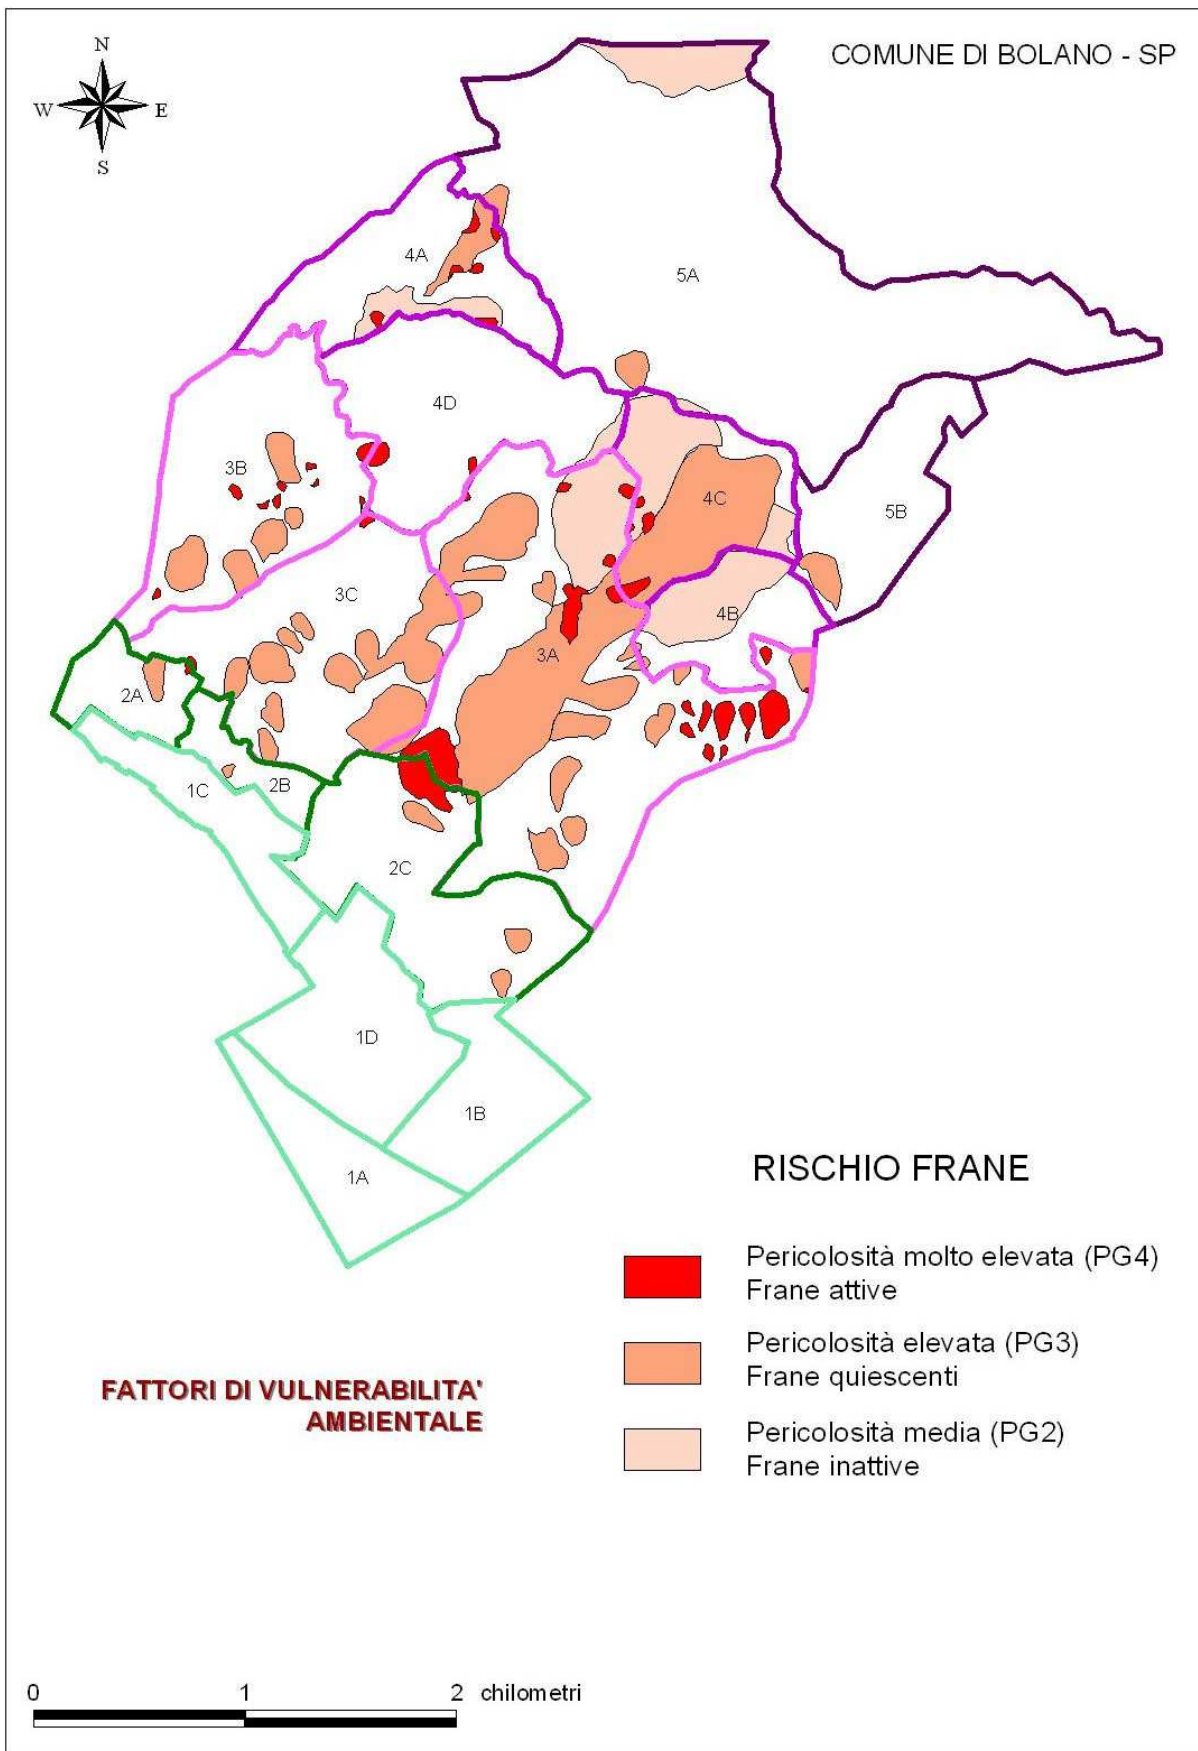 COMUNE DI BOLANO - SP
N
W
E
S
4A
5A
4D
3B
4C
5B
3C
4B
3A
2A
1C
2B
2C
1D
1B
1A
RISCHIO FRANE
Pericolosità molto elevata (PG4)
Frane attive
Pericolosità elevata (PG3)
Frane quiescenti
Pericolosità media (PG2)
Frane inattive
FATTORI DI VULNERABILITA'
AMBIENTALE
0 1 2 chilometri